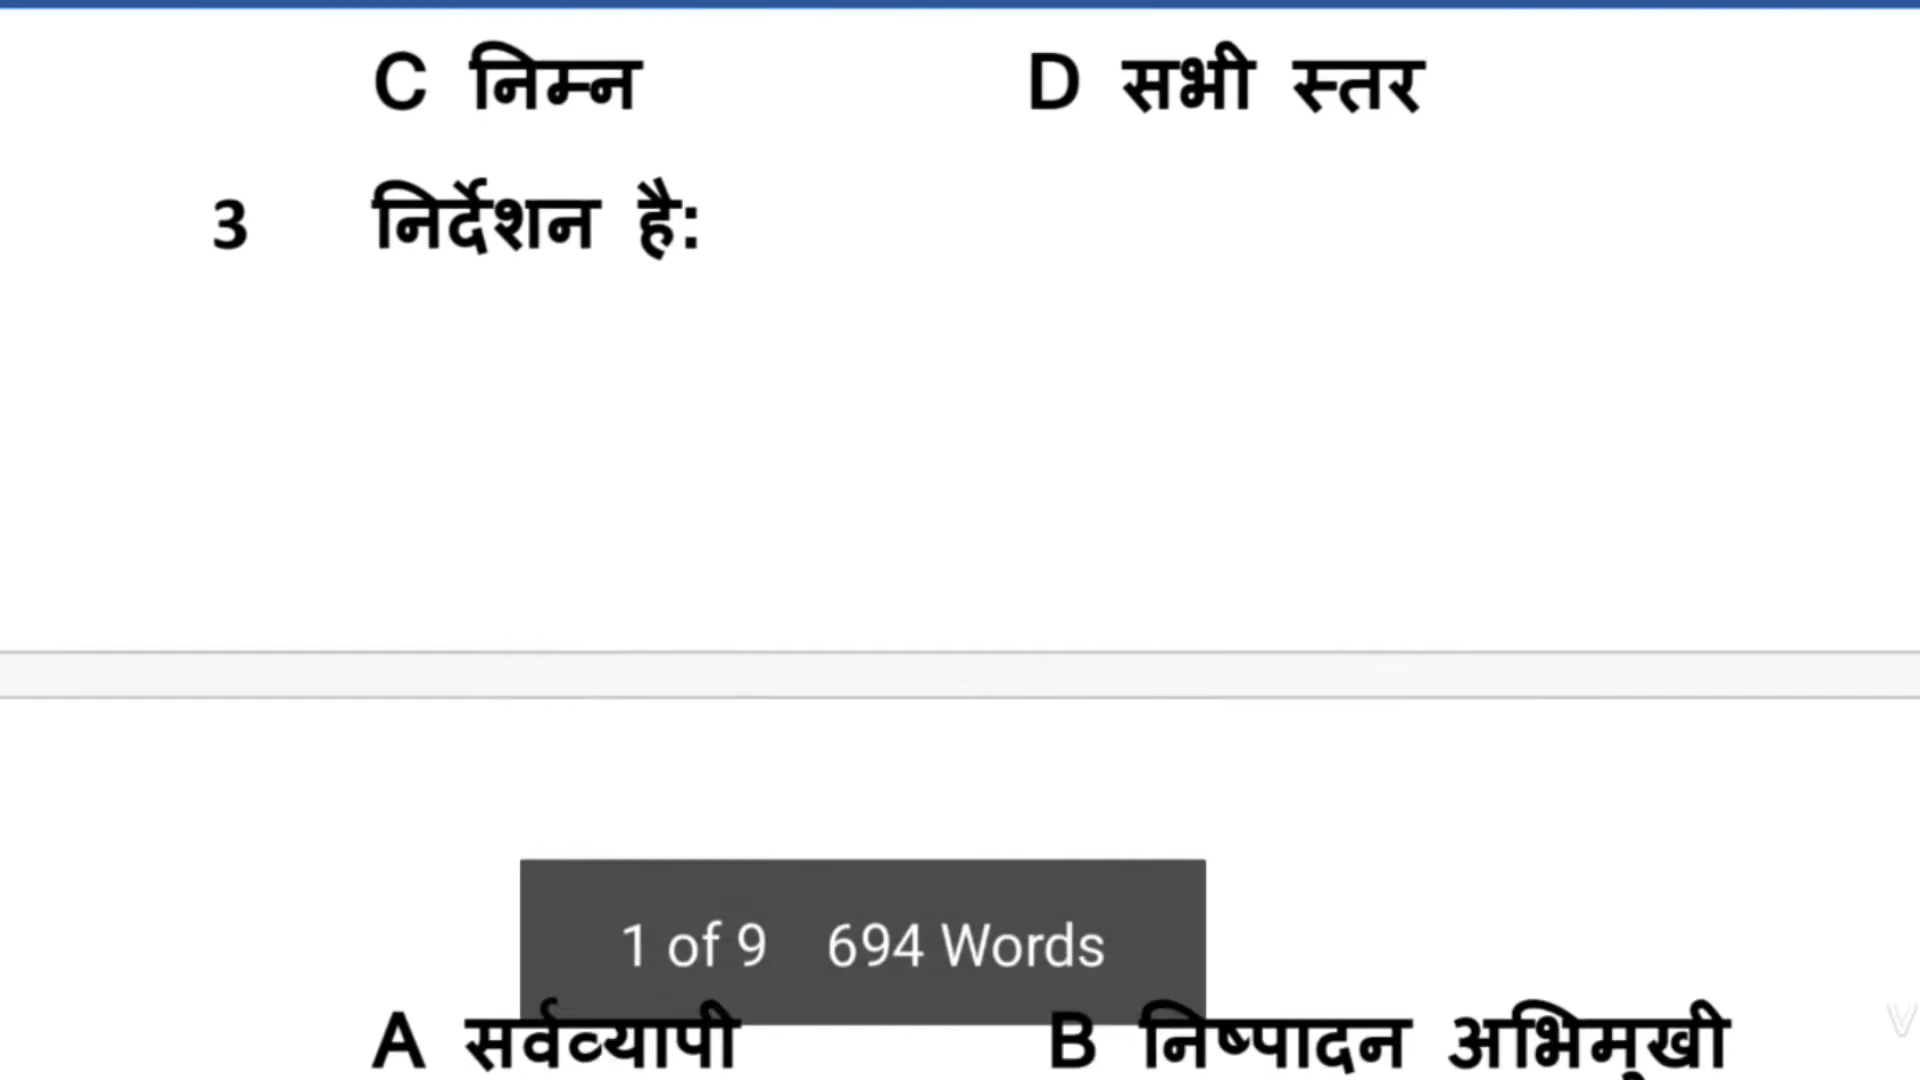 C निम्न D सभी स्तर
3 निर्देशन है:
1 of 9 694 Words
A सर्वव्यापी B निष्पादन अभिमुखी
V